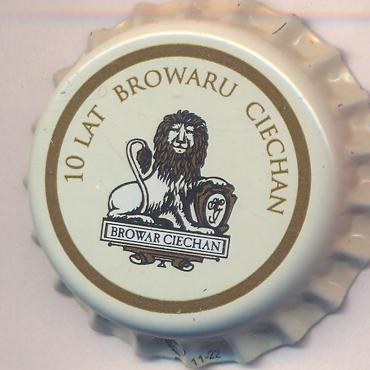 10 LAT BROWARU CIECHAN
BROWAR CIECHAN
11-22